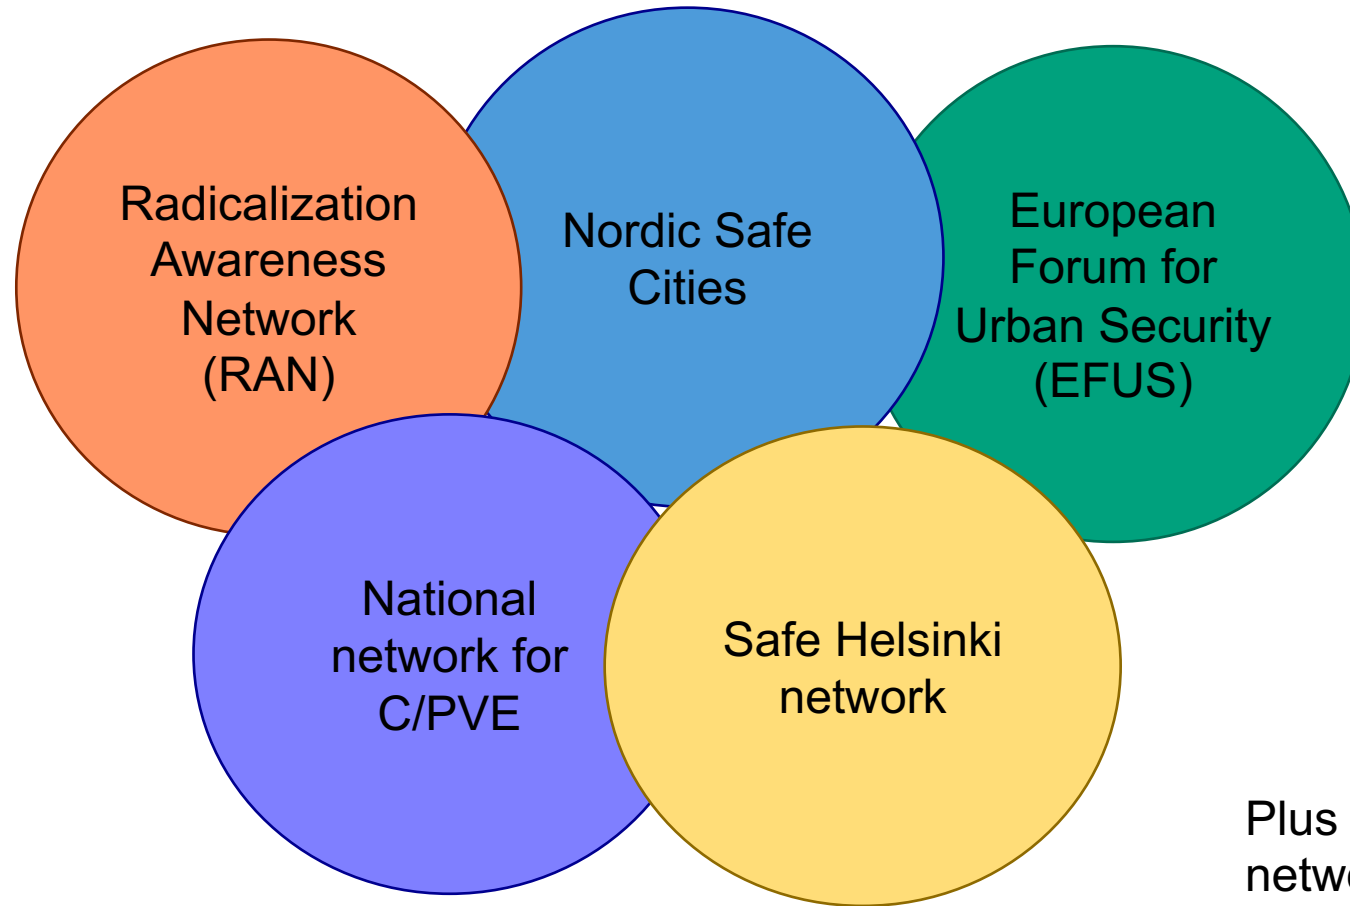 Radicalization
Awareness
Network
(RAN)
Nordic Safe
Cities
European
Forum for
Urban Security
(EFUS)
National
network for
C/PVE
Safe Helsinki
network
Plus